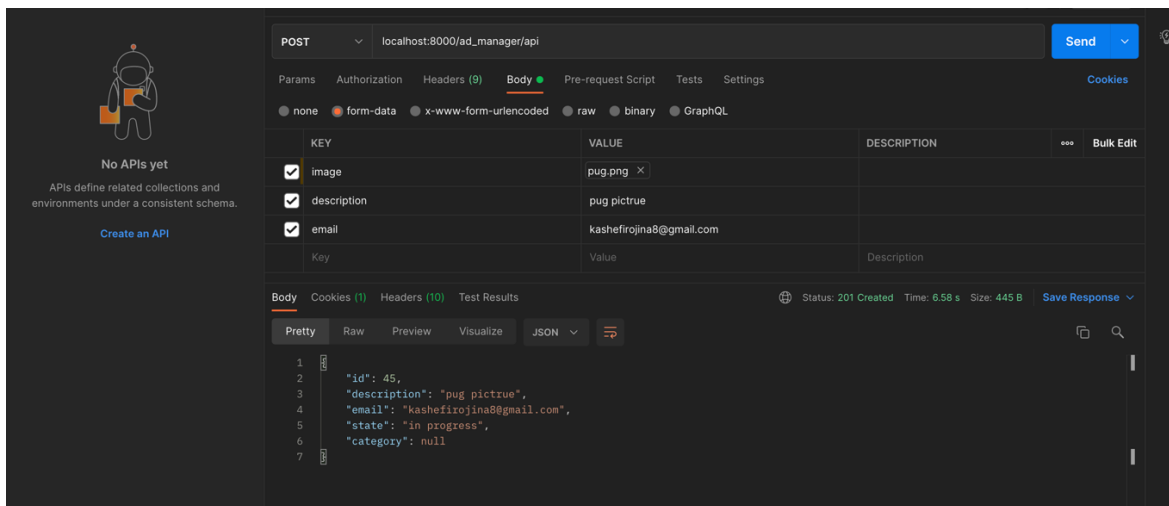 POST
localhost:8000/ad_manager/api
Send
Params Authorization Headers (9) Body Pre-request Script Tests Settings
Cookies
none form-data x-www-form-urlencoded raw binary GraphQL
KEY VALUE DESCRIPTION ooo Bulk Edit
image pug.png ×
description pug pictrue
email kashefirojina8@gmail.com
Key Value Description
No APIs yet
APIs define related collections and
environments under a consistent schema.
Create an API
Body Cookies (1) Headers (10) Test Results
Status: 201 Created Time: 6.58 s Size: 445 B Save Response
Pretty Raw Preview Visualize JSON
1 {
2 "id": 45,
3 "description": "pug pictrue",
4 "email": "kashefirojina8@gmail.com",
5 "state": "in progress",
6 "category": null
7 }